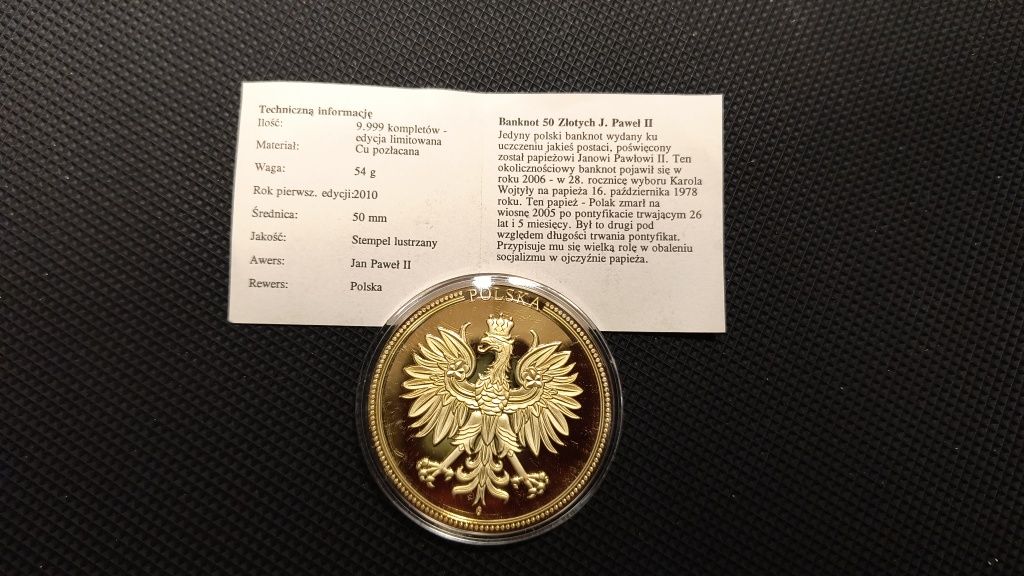 Techniczną informację
Ilość: 9.999 kompletów -
edycja limitowana
Materiał: Cu pozłacana
Waga: 54 g
Rok pierwsz. edycji:2010
Średnica: 50 mm
Jakość: Stempel lustrzany
Awers: Jan Paweł II
Rewers: Polska
Banknot 50 Złotych J. Paweł II
Jedyny polski banknot wydany ku
uczczeniu jakieś postaci, poświęcony
został papieżowi Janowi Pawłowi II. Ten
okolicznościowy banknot pojawił się w
roku 2006 - w 28. rocznicę wyboru Karola
Wojtyły na papieża 16. października 1978
roku. Ten papież - Polak zmarł na
wiosnę 2005 po pontyfikacie trwającym 26
lat i 5 miesięcy. Był to drugi pod
względem długości trwania pontyfikat.
Przypisuje mu się wielką rolę w obaleniu
socjalizmu w ojczyźnie papieża.
POLSKA